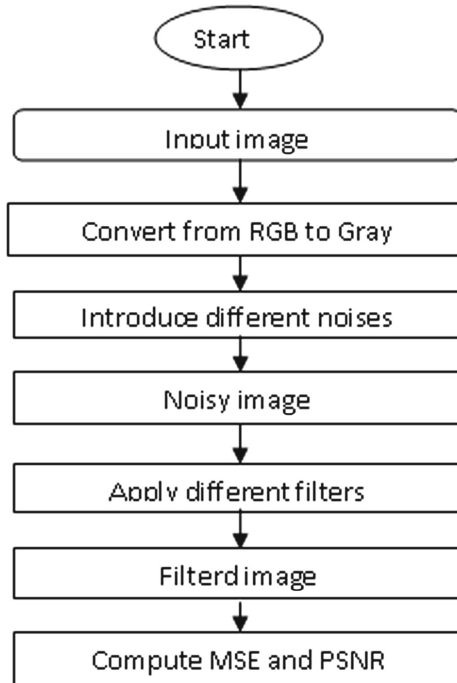 Start
Input image
Convert from RGB to Gray
Introduce different noises
Noisy image
Apply different filters
Filterd image
Compute MSE and PSNR